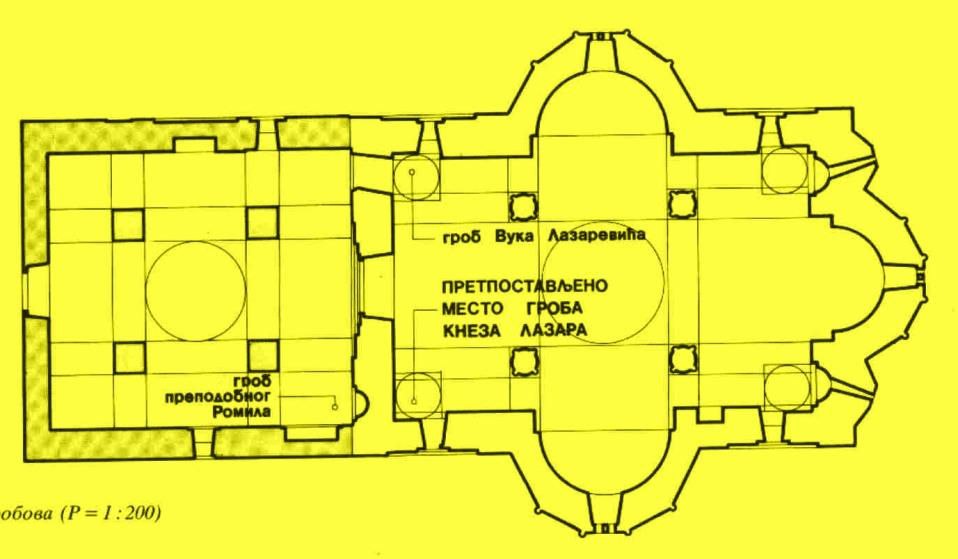 гроб Вука Лазаревића
ПРЕТПОСТАВЉЕНО
МЕСТО ГРОБА
КНЕЗА ЛАЗАРА
гроб
преподобног
Ромила
обова (Р = 1 : 200)